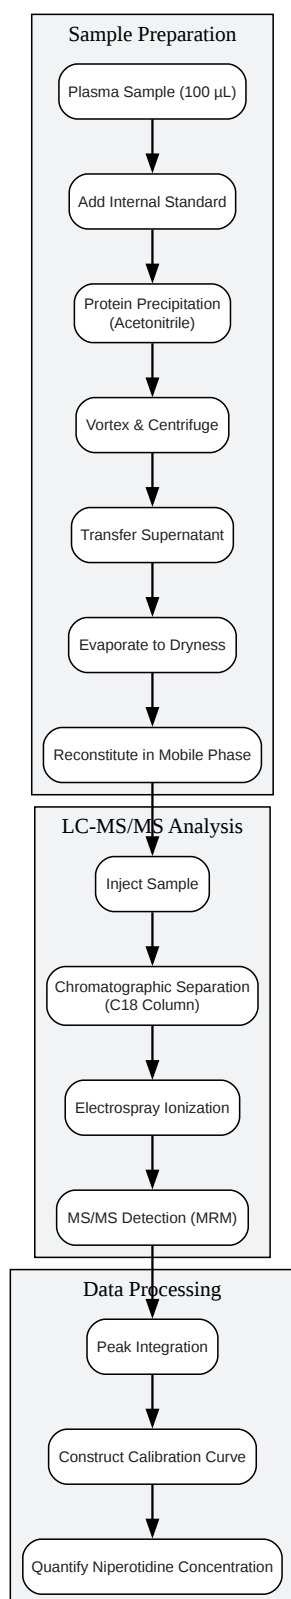 Sample Preparation
Plasma Sample (100 µL)
Add Internal Standard
Protein Precipitation
(Acetonitrile)
Vortex & Centrifuge
Transfer Supernatant
Evaporate to Dryness
Reconstitute in Mobile Phase
LC-MS/MS Analysis
Inject Sample
Chromatographic Separation
(C18 Column)
Electrospray Ionization
MS/MS Detection (MRM)
Data Processing
Peak Integration
Construct Calibration Curve
Quantify Niperotidine Concentration